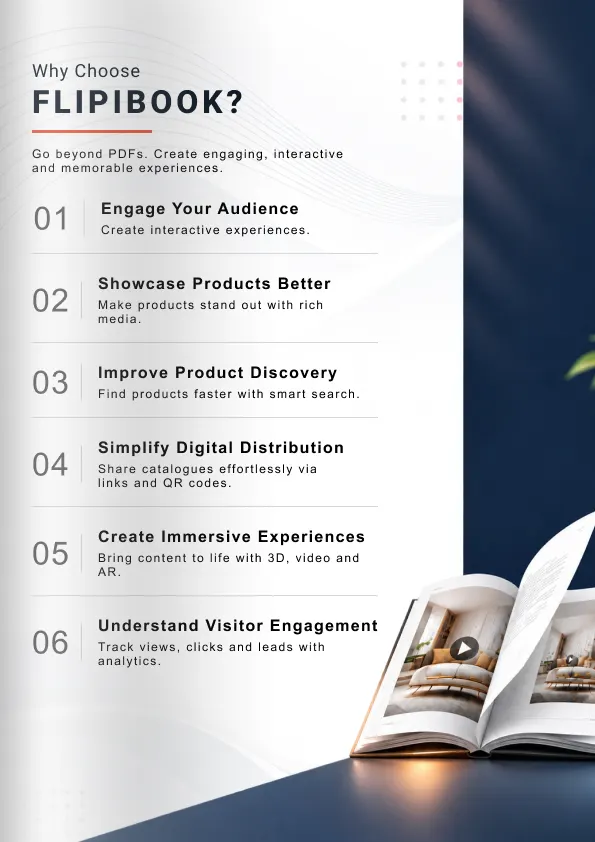 Why Choose
FLIPIBOOK?
Go beyond PDFs. Create engaging, interactive
and memorable experiences.
01
Engage Your Audience
Create interactive experiences.
02
Showcase Products Better
Make products stand out with rich
media.
03
Improve Product Discovery
Find products faster with smart search.
04
Simplify Digital Distribution
Share catalogues effortlessly via
links and QR codes.
05
Create Immersive Experiences
Bring content to life with 3D, video and
AR.
06
Understand Visitor Engagement
Track views, clicks and leads with
analytics.